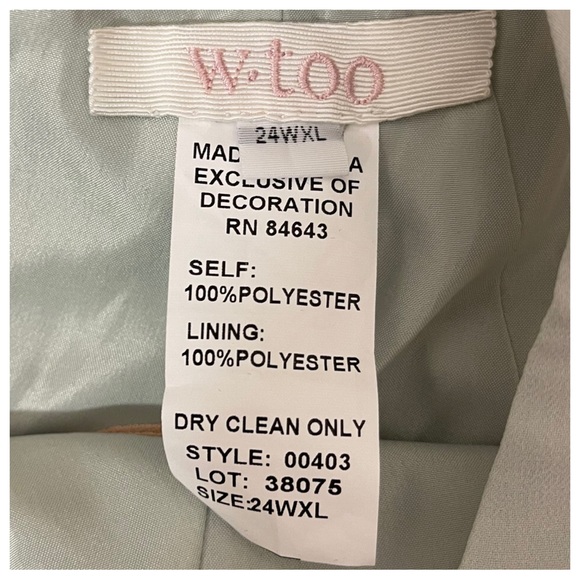 w·too
24WXL
MAD A
EXCLUSIVE OF
DECORATION
RN 84643
SELF:
100%POLYESTER
LINING:
100%POLYESTER
DRY CLEAN ONLY
STYLE: 00403
LOT: 38075
SIZE:24WXL